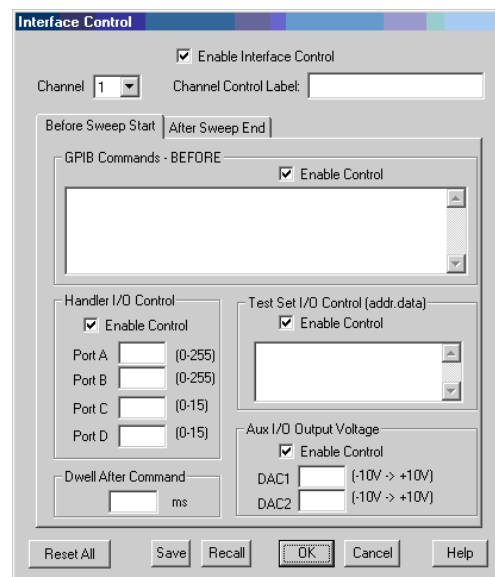 Interface Control
Enable Interface Control
Channel 1 Channel Control Label:
Before Sweep Start After Sweep End
GPIB Commands - BEFORE
Enable Control
Handler I/O Control
Enable Control
Port A (0-255)
Port B (0-255)
Port C (0-15)
Port D (0-15)
Dwell After Command
ms
Test Set I/O Control (addr.data)
Enable Control
Aux I/O Output Voltage
Enable Control
DAC1 (-10V -> +10V)
DAC2 (-10V -> +10V)
Reset All Save Recall OK Cancel Help